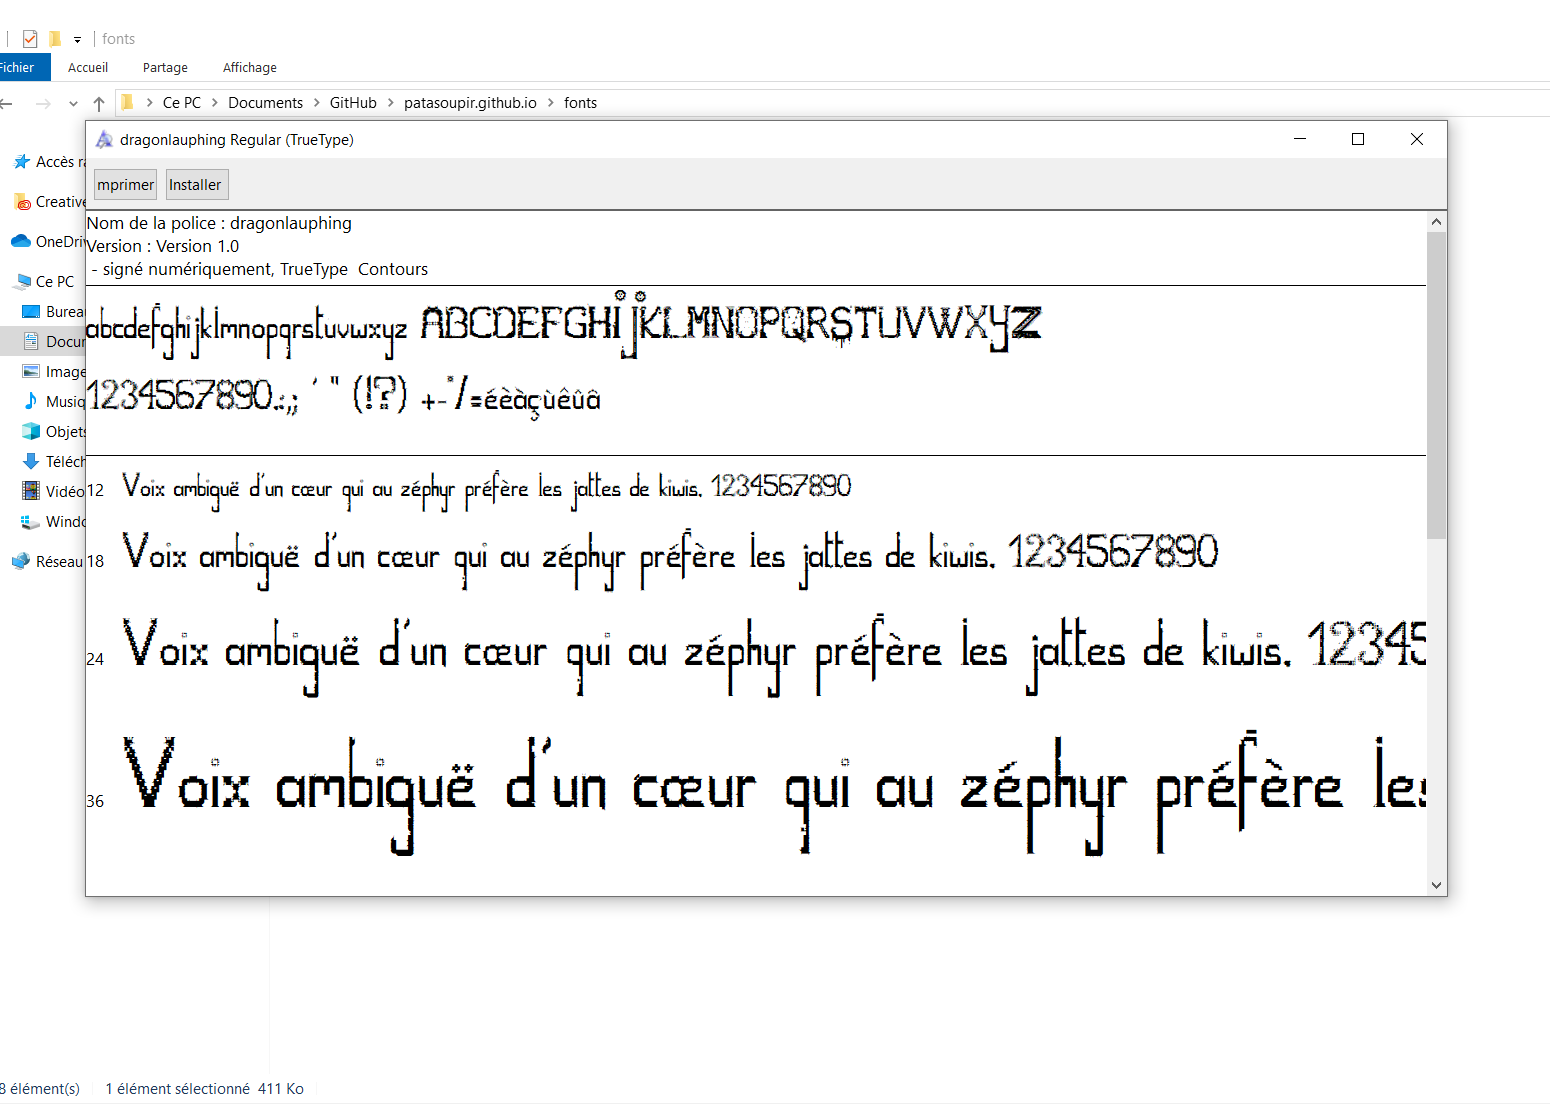 fonts
Fichier Accueil Partage Affichage
Ce PC > Documents > GitHub > patasoupir.github.io > fonts
dragonlauphing Regular (TrueType)
mprimer Installer
Nom de la police : dragonlauphing
Version : Version 1.0
- signé numériquement, TrueType Contours
abcdefghijklmnopqrstuvwxyz ABCDEFGHijKLMNOPQRSTUVWXyZ
1234567890.:,; ' " (!?) +-*/=éèàçùêûâ
12 Voix ambiguë d'un cœur qui au zéphyr préfère les jattes de kiwis. 1234567890
18 Voix ambiguë d'un cœur qui au zéphyr préfère les jattes de kiwis. 1234567890
24 Voix ambiguë d'un cœur qui au zéphyr préfère les jattes de kiwis. 12345
36 Voix ambiguë d'un cœur qui au zéphyr préfère les
Accès ra
Creative
OneDriv
Ce PC
Burea
Docum
Image
Musiq
Objets
Téléch
Vidéo
Windo
Réseau
8 élément(s) 1 élément sélectionné 411 Ko